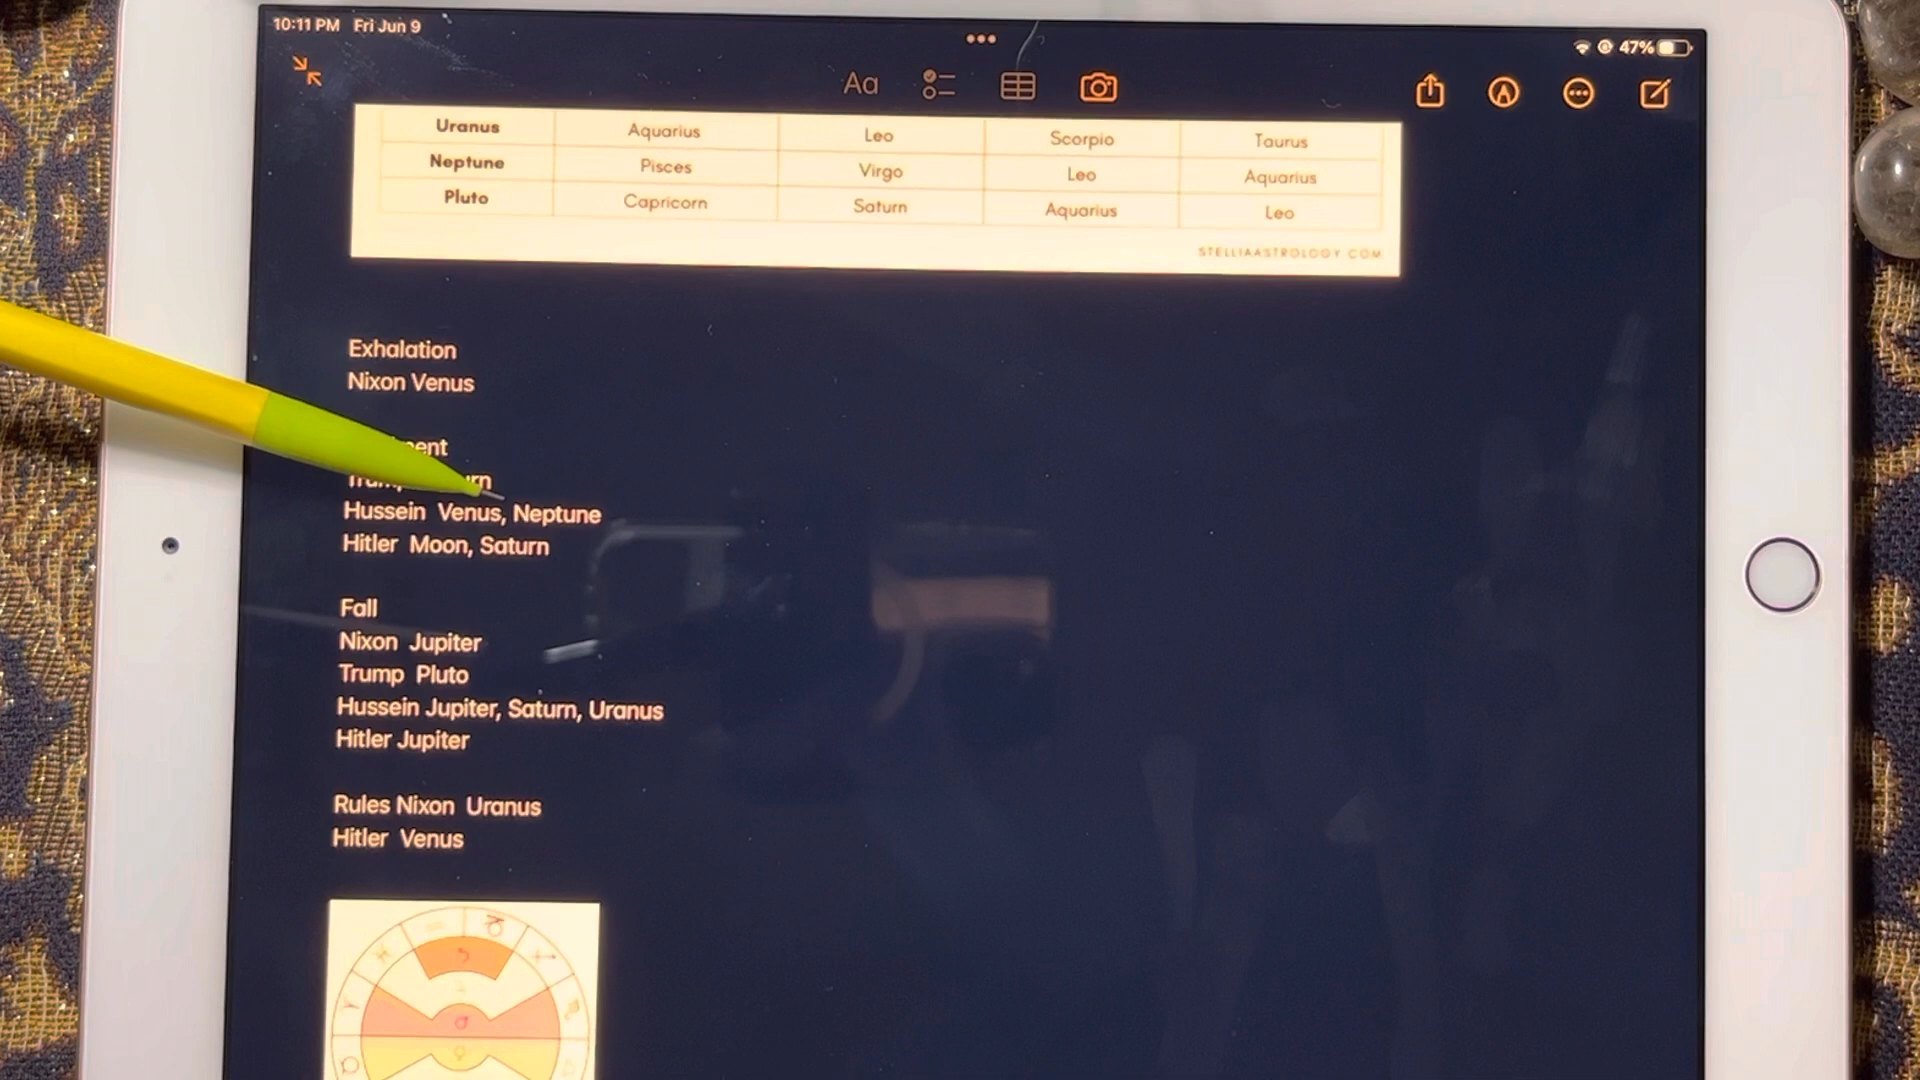 10:11 PM Fri Jun 9
47%
Aa
Uranus Aquarius Leo Scorpio Taurus
Neptune Pisces Virgo Leo Aquarius
Pluto Capricorn Saturn Aquarius Leo
STELLIAASTROLOGY.COM
Exhalation
Nixon Venus
Hussein Venus, Neptune
Hitler Moon, Saturn
Fall
Nixon Jupiter
Trump Pluto
Hussein Jupiter, Saturn, Uranus
Hitler Jupiter
Rules Nixon Uranus
Hitler Venus